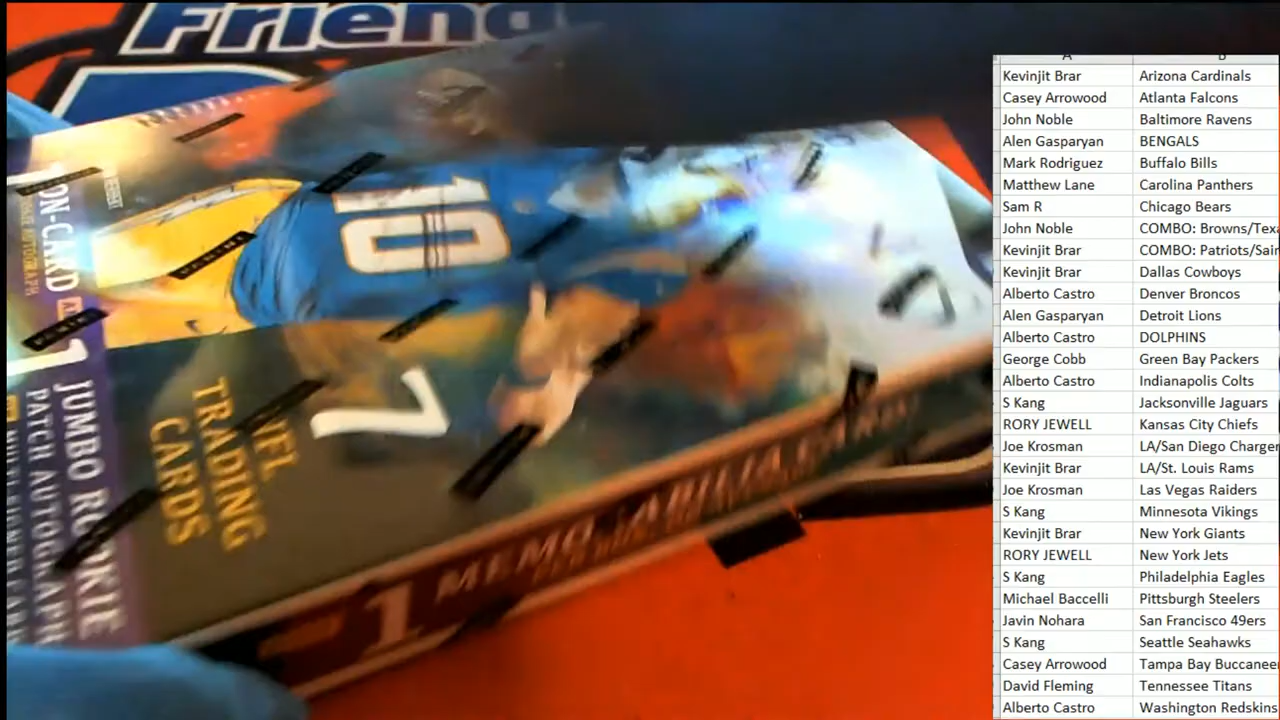 Friend
ON-CARD
1 JUMBO ROOKIE
PATCH AUTOGRAPH
10
PANINI
7
NFL
TRADING
CARDS
1 MEMORABILIA CARD
A B
Kevinjit Brar Arizona Cardinals
Casey Arrowood Atlanta Falcons
John Noble Baltimore Ravens
Alen Gasparyan BENGALS
Mark Rodriguez Buffalo Bills
Matthew Lane Carolina Panthers
Sam R Chicago Bears
John Noble COMBO: Browns/Texa
Kevinjit Brar COMBO: Patriots/Sain
Kevinjit Brar Dallas Cowboys
Alberto Castro Denver Broncos
Alen Gasparyan Detroit Lions
Alberto Castro DOLPHINS
George Cobb Green Bay Packers
Alberto Castro Indianapolis Colts
S Kang Jacksonville Jaguars
RORY JEWELL Kansas City Chiefs
Joe Krosman LA/San Diego Charger
Kevinjit Brar LA/St. Louis Rams
Joe Krosman Las Vegas Raiders
S Kang Minnesota Vikings
Kevinjit Brar New York Giants
RORY JEWELL New York Jets
S Kang Philadelphia Eagles
Michael Baccelli Pittsburgh Steelers
Javin Nohara San Francisco 49ers
S Kang Seattle Seahawks
Casey Arrowood Tampa Bay Buccanee
David Fleming Tennessee Titans
Alberto Castro Washington Redskins